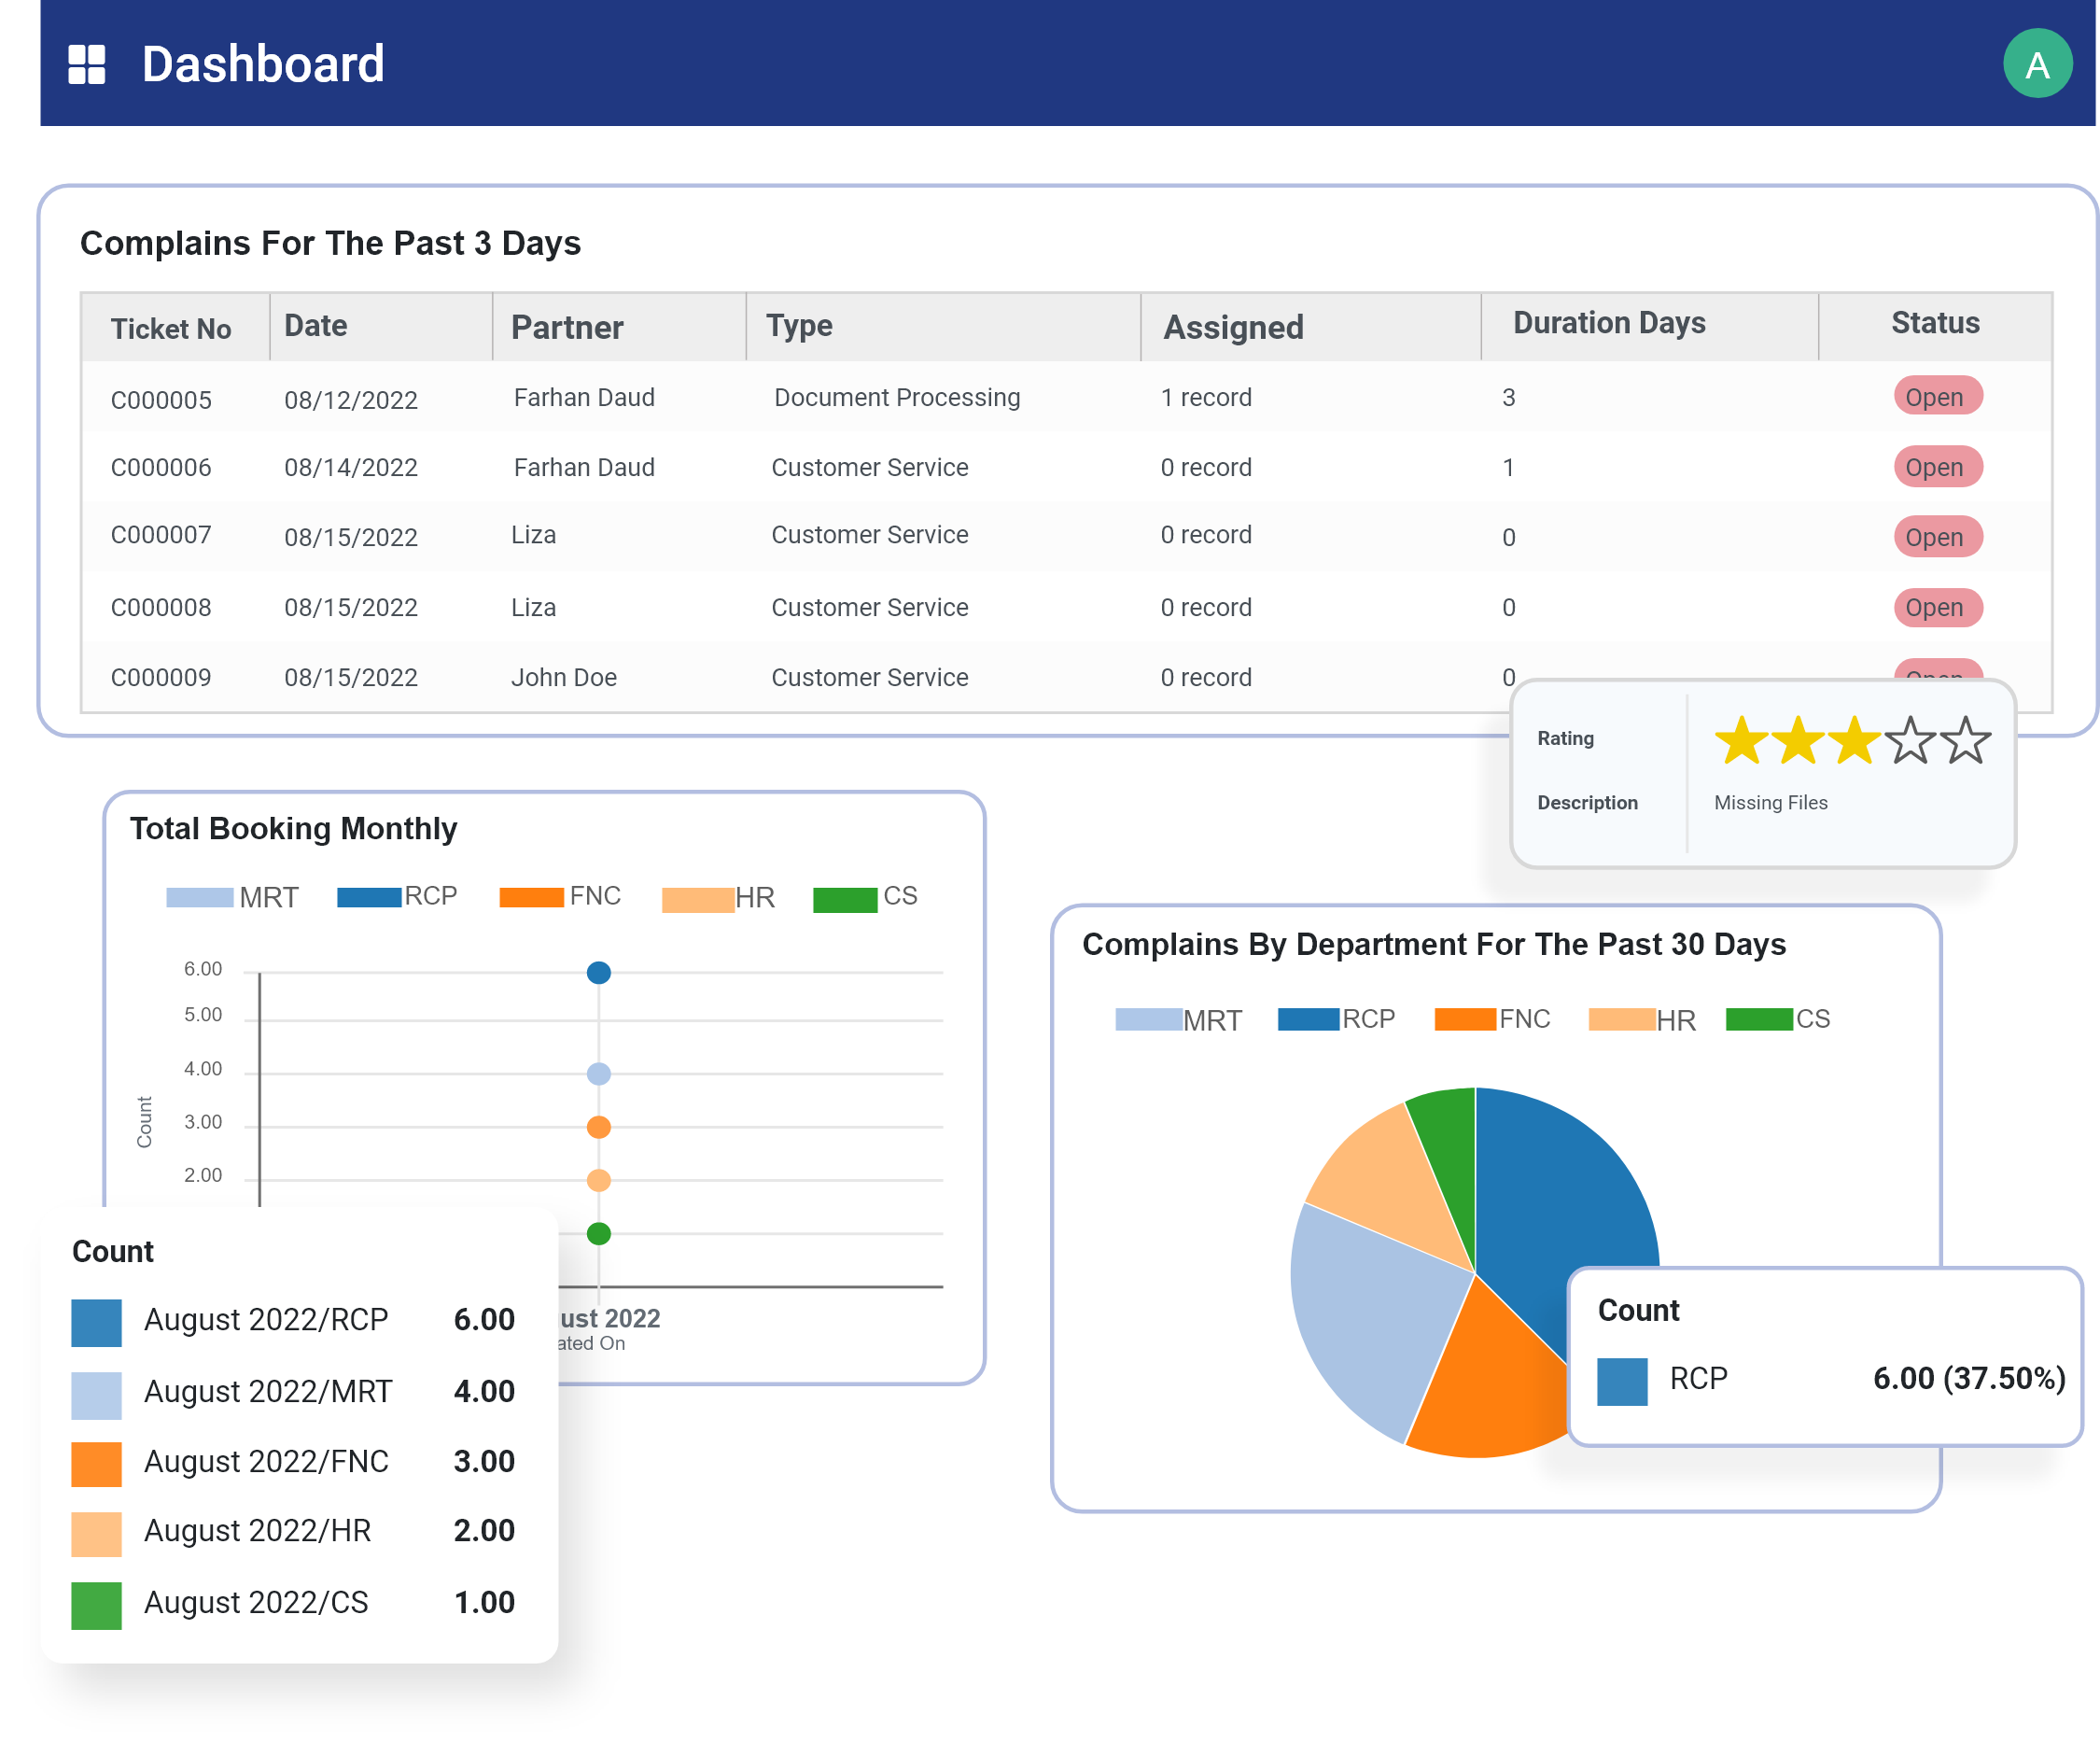 Dashboard
A
Complains For The Past 3 Days
Ticket No Date Partner Type Assigned Duration Days Status
C000005 08/12/2022 Farhan Daud Document Processing 1 record 3 Open
C000006 08/14/2022 Farhan Daud Customer Service 0 record 1 Open
C000007 08/15/2022 Liza Customer Service 0 record 0 Open
C000008 08/15/2022 Liza Customer Service 0 record 0 Open
C000009 08/15/2022 John Doe Customer Service 0 record 0 Open
Rating
Description Missing Files
Total Booking Monthly
MRT RCP FNC HR CS
6.00
5.00
4.00
3.00
2.00
Count
ust 2022
ated On
Count
August 2022/RCP 6.00
August 2022/MRT 4.00
August 2022/FNC 3.00
August 2022/HR 2.00
August 2022/CS 1.00
Complains By Department For The Past 30 Days
MRT RCP FNC HR CS
Count
RCP 6.00 (37.50%)